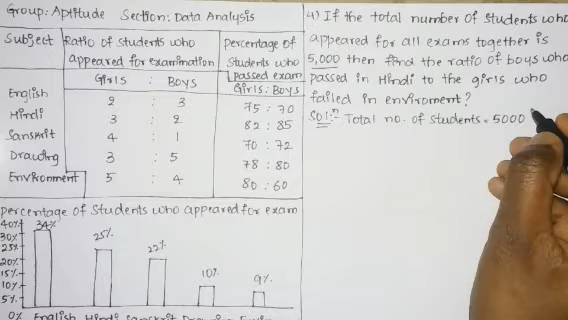 Group: Aptitude Section: Data Analysis
Subject Ratio of Students who appeared for examination Percentage of Students who passed exam
Girls : Boys Girls : Boys
English 2 : 3 75 : 70
Hindi 3 : 2 82 : 85
Sanskrit 4 : 1 70 : 72
Drawing 3 : 5 78 : 80
Environment 5 : 4 80 : 60
percentage of Students who appeared for exam
40%
30%
25%
20%
15%
10%
5%
0%
34%
25%
22%
10%
9%
English Hindi Sanskrit
4) If the total number of Students who
appeared for all exams together is
5,000 then find the ratio of boys who
passed in Hindi to the girls who
failed in enviroment?
Solⁿ:- Total no. of Students = 5000